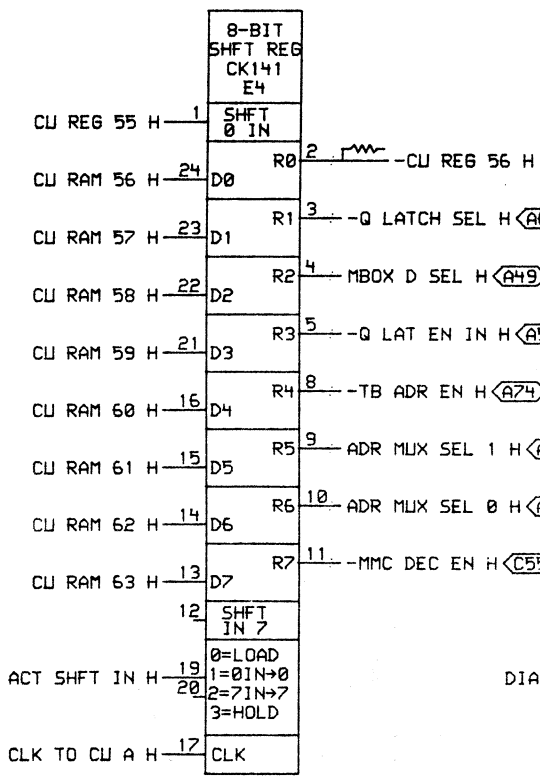 8-BIT
SHFT REG
CK141
E4
CU REG 55 H 1 SHFT
0 IN
R0 2 -CU REG 56 H
CU RAM 56 H 24 D0
R1 3 -Q LATCH SEL H
CU RAM 57 H 23 D1
R2 4 MBOX D SEL H A49
CU RAM 58 H 22 D2
R3 5 -Q LAT EN IN H
CU RAM 59 H 21 D3
R4 8 -TB ADR EN H A74
CU RAM 60 H 16 D4
R5 9 ADR MUX SEL 1 H
CU RAM 61 H 15 D5
R6 10 ADR MUX SEL 0 H
CU RAM 62 H 14 D6
R7 11 -MMC DEC EN H C55
CU RAM 63 H 13 D7
12 SHFT
IN 7
0=LOAD
ACT SHFT IN H 19 1=0IN→0 DIA
20 2=7IN→7
3=HOLD
CLK TO CU A H 17 CLK